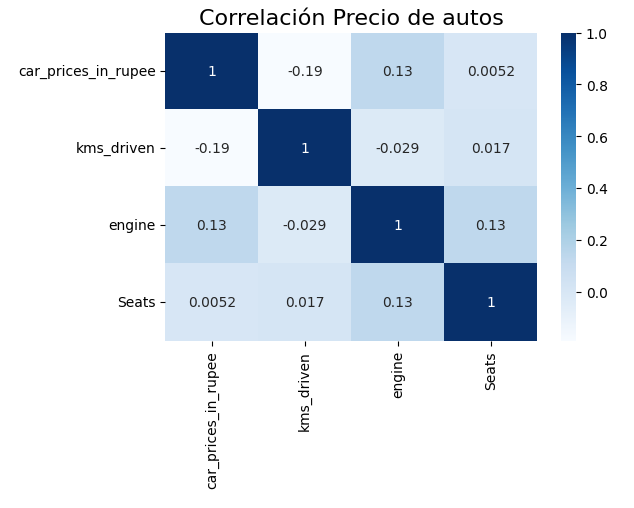 Correlación Precio de autos
car_prices_in_rupee 1 -0.19 0.13 0.0052
kms_driven -0.19 1 -0.029 0.017
engine 0.13 -0.029 1 0.13
Seats 0.0052 0.017 0.13 1
car_prices_in_rupee
kms_driven
engine
Seats
1.0
0.8
0.6
0.4
0.2
0.0